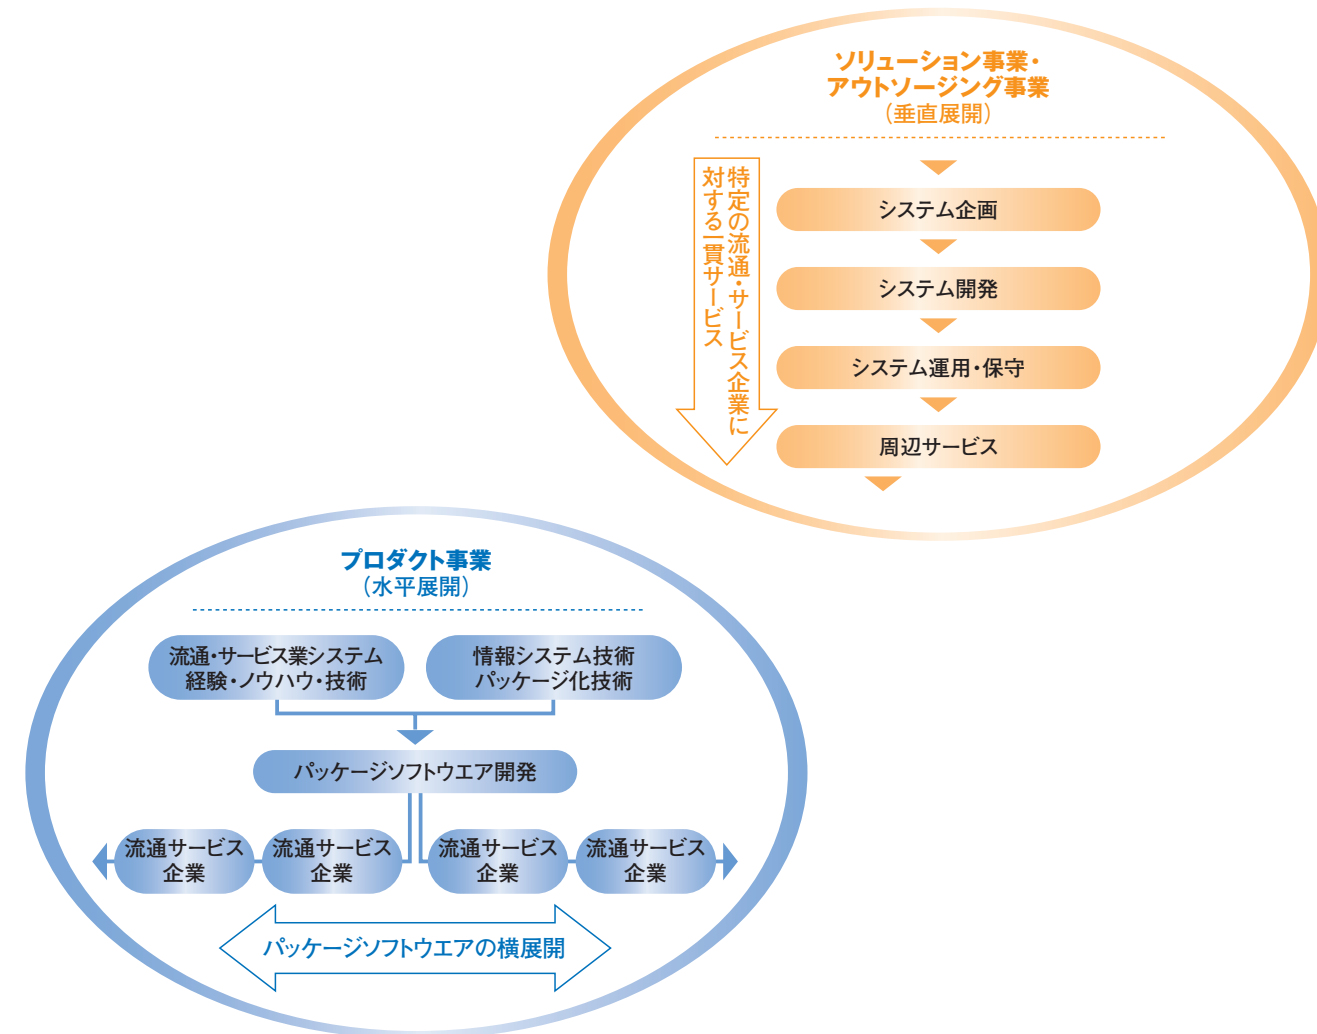 ソリューション事業・
アウトソージング事業
（垂直展開）
特定の流通・サービス企業に
対する一貫サービス
システム企画
システム開発
システム運用・保守
周辺サービス
プロダクト事業
（水平展開）
流通・サービス業システム
経験・ノウハウ・技術
情報システム技術
パッケージ化技術
パッケージソフトウエア開発
流通サービス
企業
流通サービス
企業
流通サービス
企業
流通サービス
企業
パッケージソフトウエアの横展開